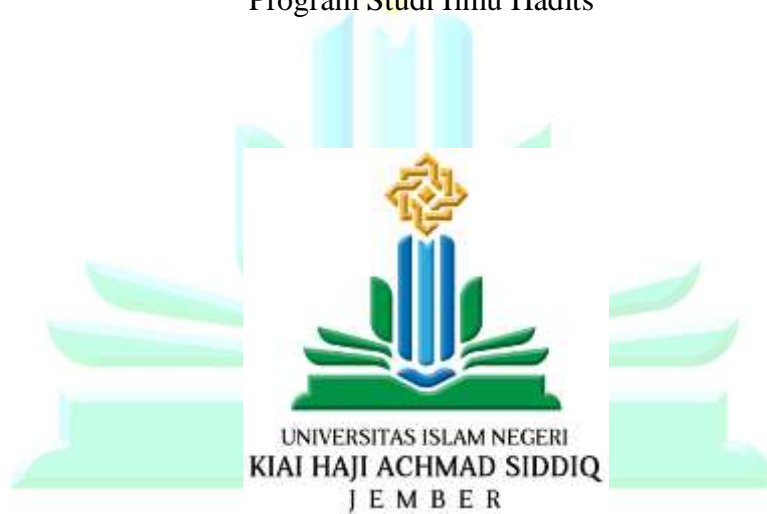 Program Studi Ilmu Hadits
UNIVERSITAS ISLAM NEGERI
KIAI HAJI ACHMAD SIDDIQ
JEMBER